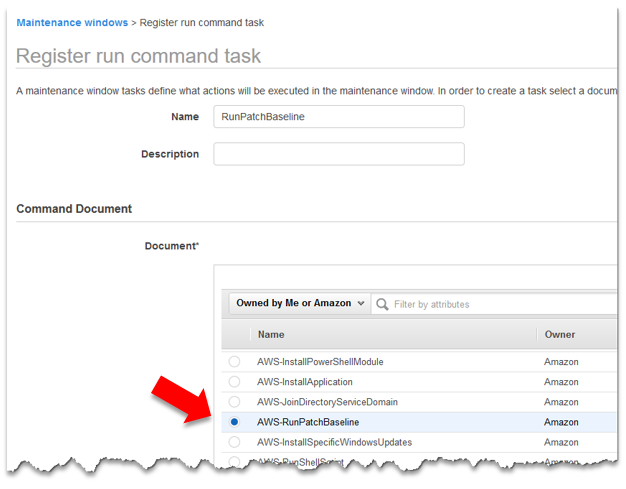 Maintenance windows > Register run command task
Register run command task
A maintenance window tasks define what actions will be executed in the maintenance window. In order to create a task select a docum
Name RunPatchBaseline
Description
Command Document
Document*
Owned by Me or Amazon Filter by attributes
Name Owner
AWS-InstallPowerShellModule Amazon
AWS-InstallApplication Amazon
AWS-JoinDirectoryServiceDomain Amazon
AWS-RunPatchBaseline Amazon
AWS-InstallSpecificWindowsUpdates Amazon
AWS-RunShellScript Amazon